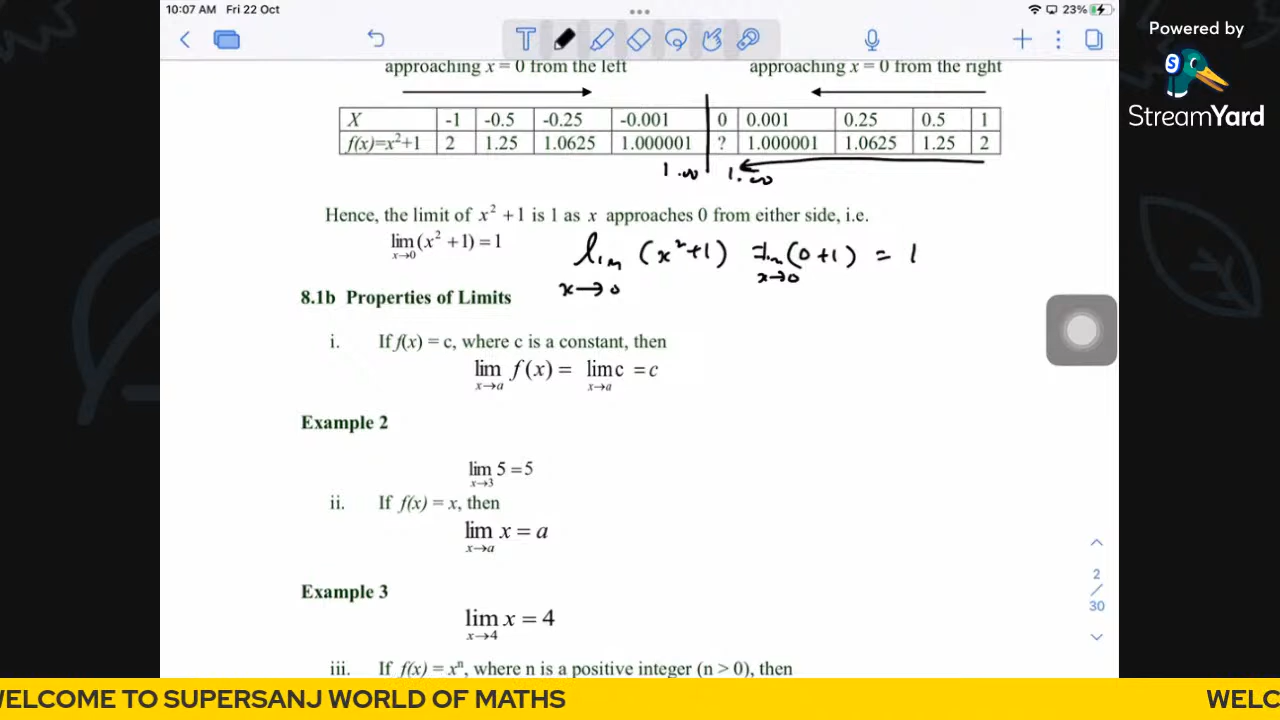 10:07 AM Fri 22 Oct
23%
Powered by
StreamYard
approaching x = 0 from the left approaching x = 0 from the right
X -1 -0.5 -0.25 -0.001 0 0.001 0.25 0.5 1
f(x)=x²+1 2 1.25 1.0625 1.000001 ? 1.000001 1.0625 1.25 2
Hence, the limit of x² +1 is 1 as x approaches 0 from either side, i.e.
lim (x² +1) = 1
x→0
lim (x²+1) = lim (0+1) = 1
x→0 x→0
8.1b Properties of Limits
i. If f(x) = c, where c is a constant, then
lim f(x) = lim c = c
x→a x→a
Example 2
lim 5 = 5
x→3
ii. If f(x) = x, then
lim x = a
x→a
Example 3
lim x = 4
x→4
iii. If f(x) = xⁿ, where n is a positive integer (n > 0), then
2
/
30
WELCOME TO SUPERSANJ WORLD OF MATHS WELC